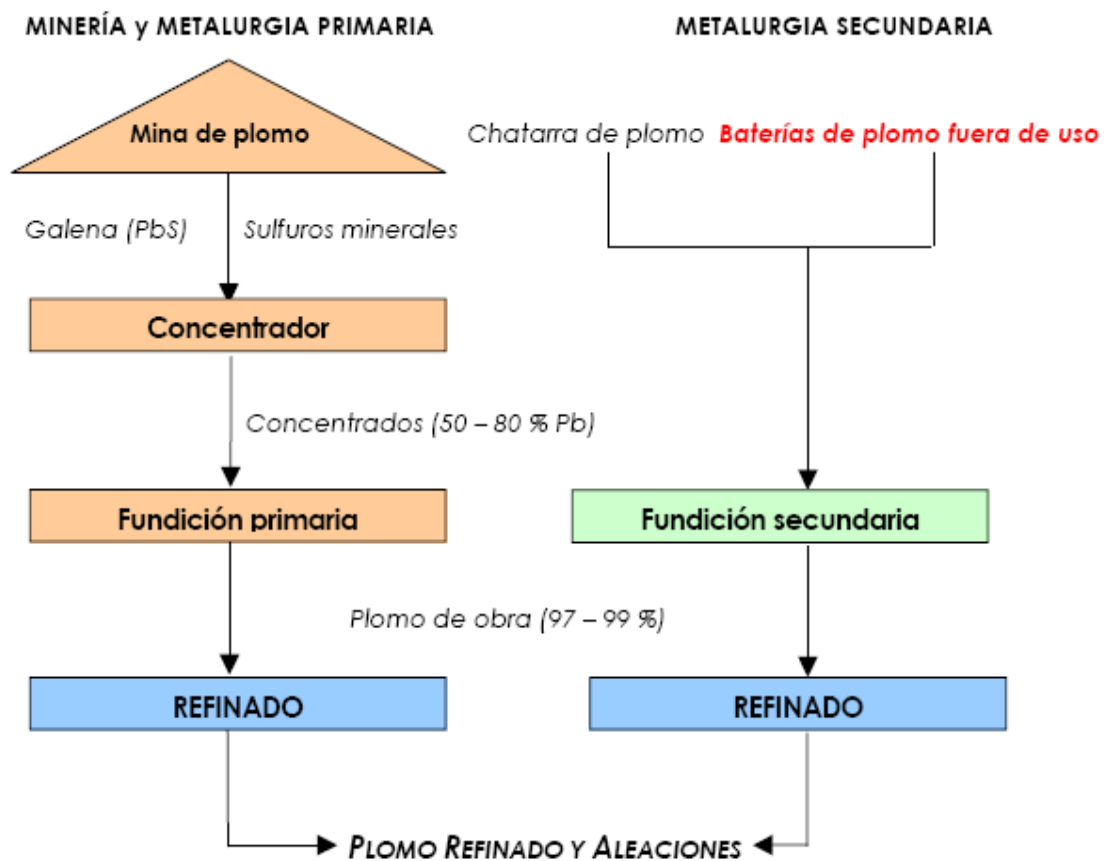 MINERÍA y METALURGIA PRIMARIA
METALURGIA SECUNDARIA
Mina de plomo
Chatarra de plomo Baterías de plomo fuera de uso
Galena (PbS) Sulfuros minerales
Concentrador
Concentrados (50 – 80 % Pb)
Fundición primaria
Fundición secundaria
Plomo de obra (97 – 99 %)
REFINADO
REFINADO
PLOMO REFINADO Y ALEACIONES